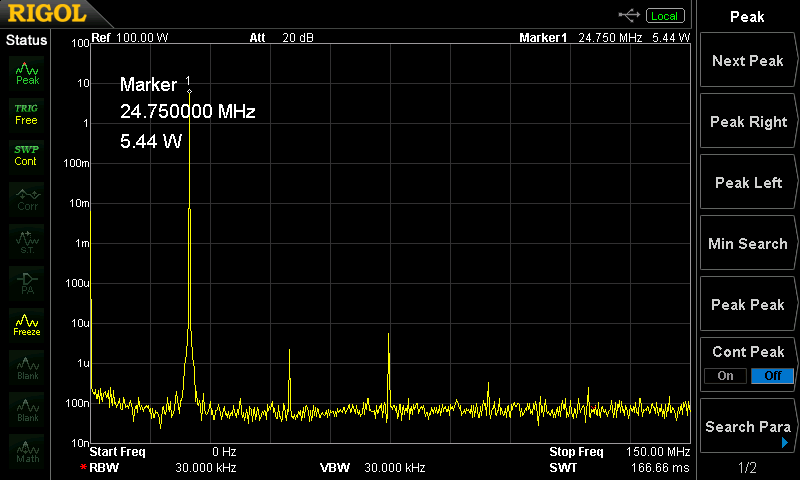 RIGOL
Local
Peak
Status
Ref 100.00 W Att 20 dB Marker1 24.750 MHz 5.44 W
Peak
TRIG
Free
SWP
Cont
Corr
S.T.
PA
Freeze
Blank
Blank
Math
100
10
1
100m
10m
1m
100u
10u
1u
100n
10n
Marker 1
24.750000 MHz
5.44 W
Start Freq 0 Hz Stop Freq 150.00 MHz
RBW 30.000 kHz VBW 30.000 kHz SWT 166.66 ms
Next Peak
Peak Right
Peak Left
Min Search
Peak Peak
Cont Peak
On Off
Search Para
1/2